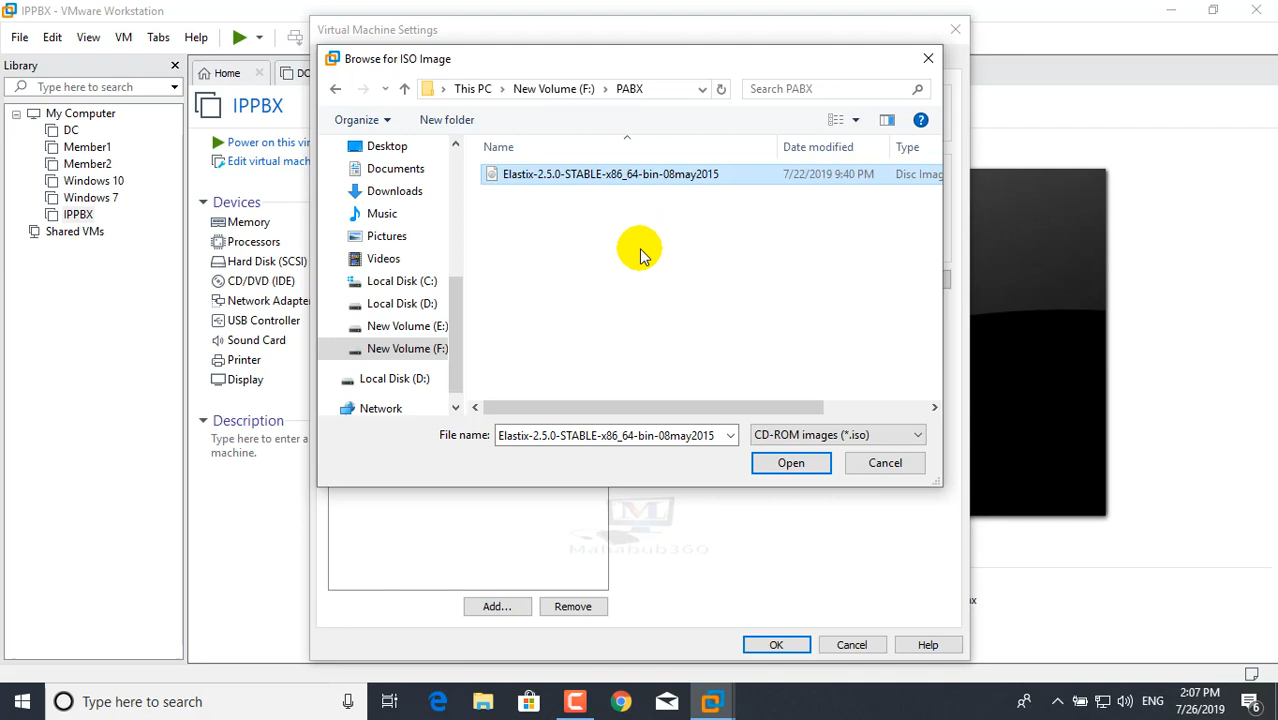 IPPBX - VMware Workstation
File Edit View VM Tabs Help
Library
Type here to search
My Computer
DC
Member1
Member2
Windows 10
Windows 7
IPPBX
Shared VMs
Home
DC
IPPBX
Power on this vi
Edit virtual mach
Devices
Memory
Processors
Hard Disk (SCSI)
CD/DVD (IDE)
Network Adapte
USB Controller
Sound Card
Printer
Display
Description
Type here to enter a
machine.
Virtual Machine Settings
Browse for ISO Image
This PC > New Volume (F:) > PABX
Search PABX
Organize
New folder
Desktop
Documents
Downloads
Music
Pictures
Videos
Local Disk (C:)
Local Disk (D:)
New Volume (E:)
New Volume (F:)
Local Disk (D:)
Network
Name Date modified Type
Elastix-2.5.0-STABLE-x86_64-bin-08may2015 7/22/2019 9:40 PM Disc Imag
File name: Elastix-2.5.0-STABLE-x86_64-bin-08may2015
CD-ROM images (*.iso)
Open Cancel
Mahabub360
Add... Remove
OK Cancel Help
x
Type here to search
ENG
2:07 PM
7/26/2019
6